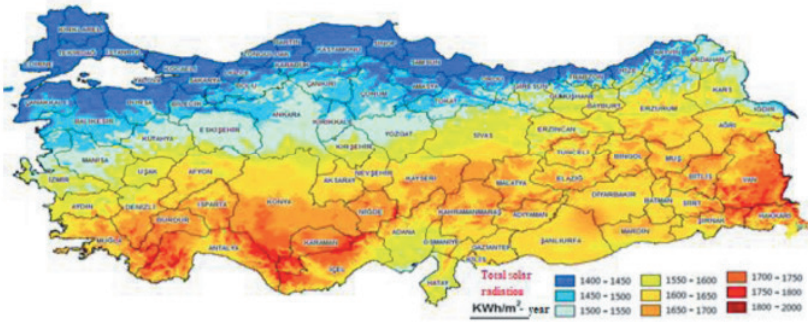 KIRKLARELİ
TEKİRDAĞ İSTANBUL
EDİRNE
KOCAELİ
SAKARYA
DÜZCE
ZONGULDAK
BARTIN
KARABÜK
KASTAMONU
SİNOP
SAMSUN
ORDU
GİRESUN
TRABZON
RİZE
ARTVİN
ARDAHAN
KARS
IĞDIR
ÇANAKKALE
BALIKESİR
BURSA
BİLECİK
BOLU
ÇANKIRI
ÇORUM
AMASYA
TOKAT
GÜMÜŞHANE
BAYBURT
ERZURUM
AĞRI
KÜTAHYA
ESKİŞEHİR
ANKARA
KIRIKKALE
YOZGAT
SİVAS
ERZİNCAN
TUNCELİ
BİNGÖL
MUŞ
MANİSA
UŞAK
AFYON
KIRŞEHİR
NEVŞEHİR
KAYSERİ
MALATYA
ELAZIĞ
BİTLİS
VAN
İZMİR
AKSARAY
AYDIN
DENİZLİ
ISPARTA
KONYA
NİĞDE
KAHRAMANMARAŞ
ADIYAMAN
DİYARBAKIR
BATMAN
SİİRT
ŞIRNAK
HAKKARİ
BURDUR
MUĞLA
ANTALYA
KARAMAN
İÇEL
ADANA
OSMANİYE
GAZİANTEP
KİLİS
ŞANLIURFA
MARDİN
HATAY
Total solar
radiation
KWh/m²- year
1400 – 1450 1550 – 1600 1700 – 1750
1450 – 1500 1600 – 1650 1750 – 1800
1500 – 1550 1650 – 1700 1800 – 2000